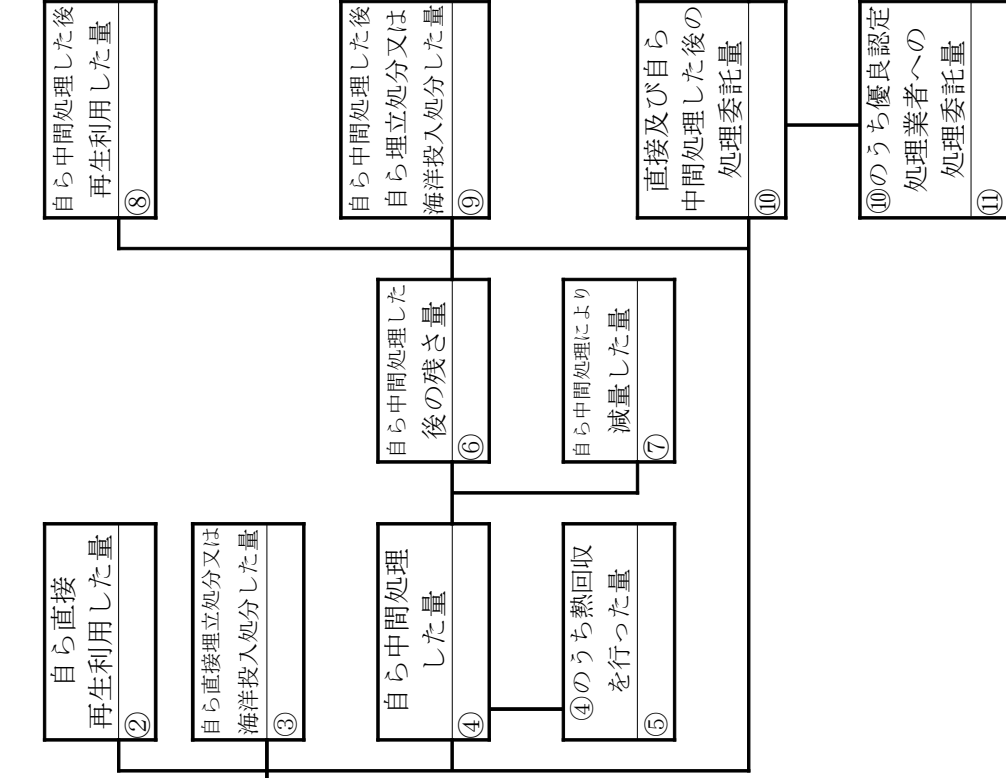 自ら直接
再生利用した量
②
自ら直接埋立処分又は
海洋投入処分した量
③
自ら中間処理
した量
④
④のうち熱回収
を行った量
⑤
自ら中間処理した
後の残さ量
⑥
自ら中間処理により
減量した量
⑦
自ら中間処理した後
再生利用した量
⑧
自ら中間処理した後
自ら埋立処分又は
海洋投入処分した量
⑨
直接及び自ら
中間処理した後の
処理委託量
⑩
⑩のうち優良認定
処理業者への
処理委託量
⑪